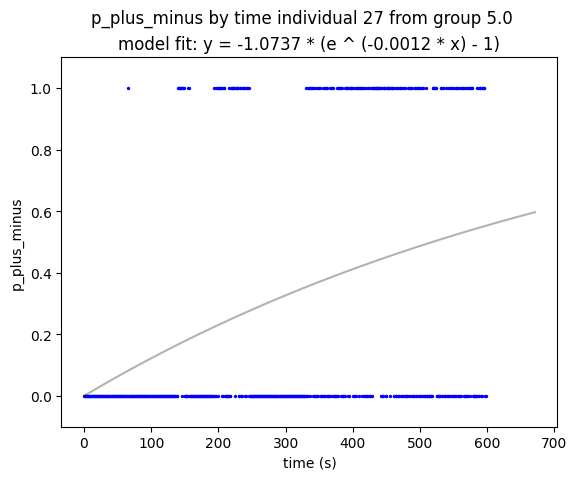 p_plus_minus by time individual 27 from group 5.0
model fit: y = -1.0737 * (e ^ (-0.0012 * x) - 1)
p_plus_minus
1.0
0.8
0.6
0.4
0.2
0.0
0 100 200 300 400 500 600 700
time (s)